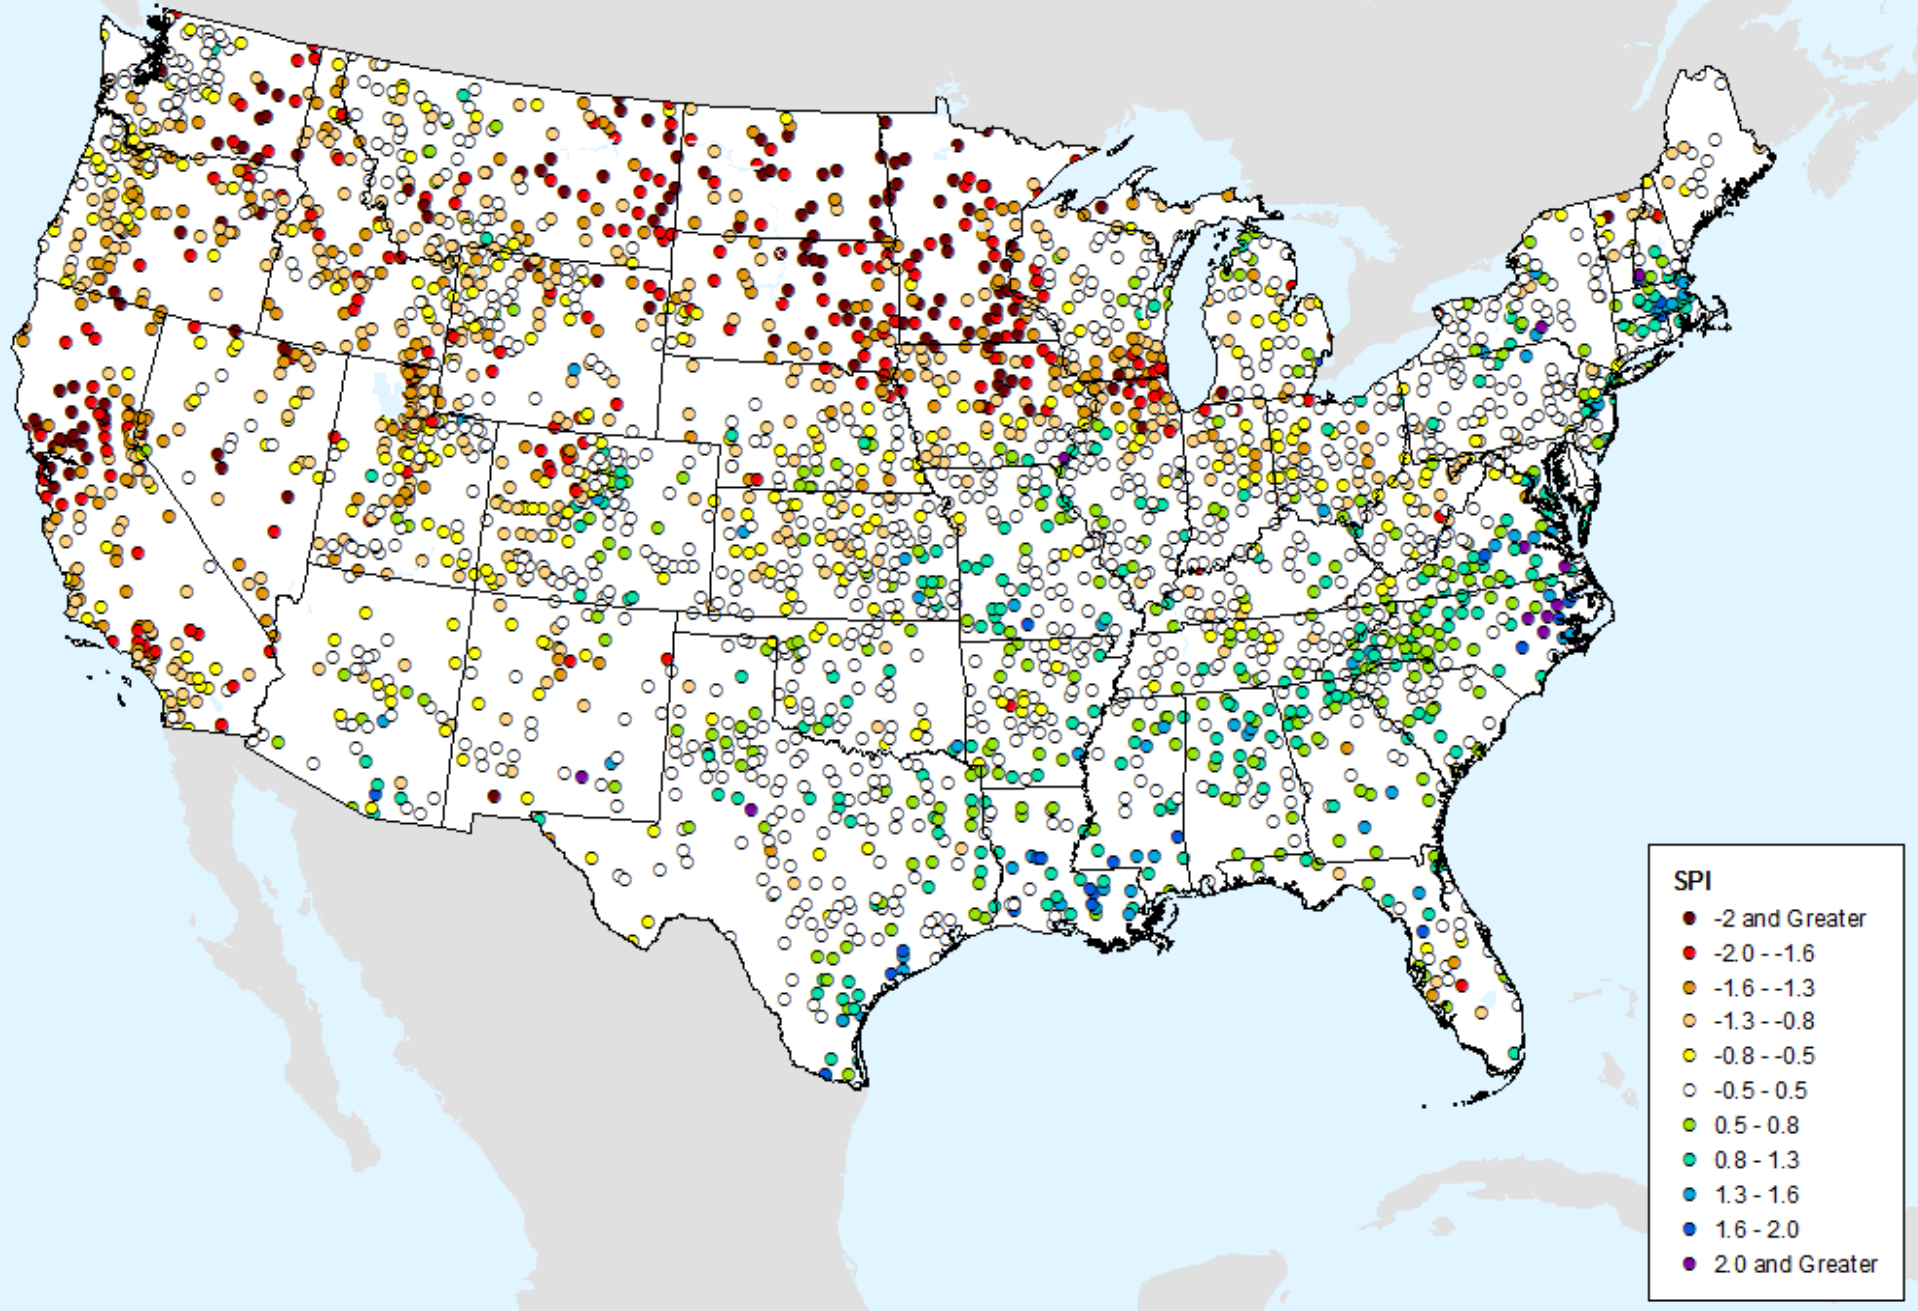 SPI
-2 and Greater
-2.0 - -1.6
-1.6 - -1.3
-1.3 - -0.8
-0.8 - -0.5
-0.5 - 0.5
0.5 - 0.8
0.8 - 1.3
1.3 - 1.6
1.6 - 2.0
2.0 and Greater